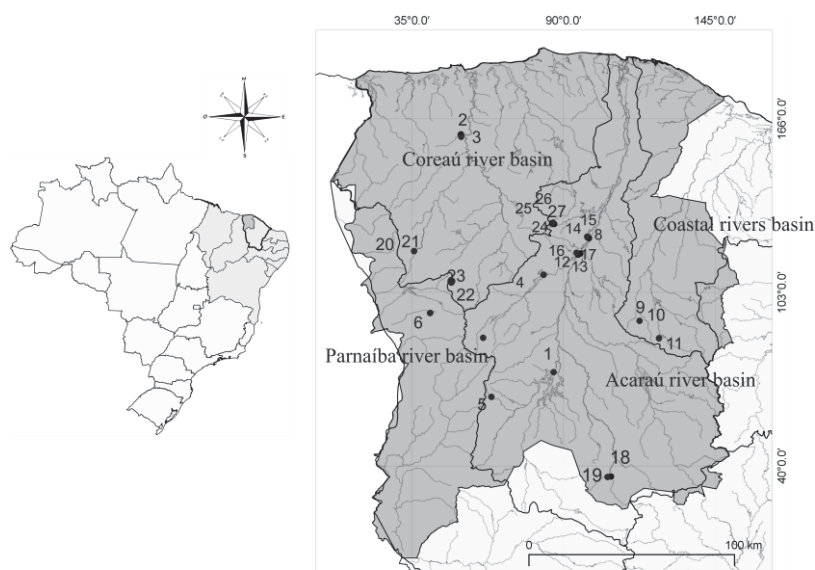 35°0.0' 90°0.0' 145°0.0'
N
O E
S
166°0.0'
2
3
Coreaú river basin
26
25 27 15
24 14 8
Coastal rivers basin
20 21 16 17
12 13
23 4
22
103°0.0'
6 9 10
11
Parnaíba river basin
1
Acaraú river basin
5
18
19
40°0.0'
0 100 km